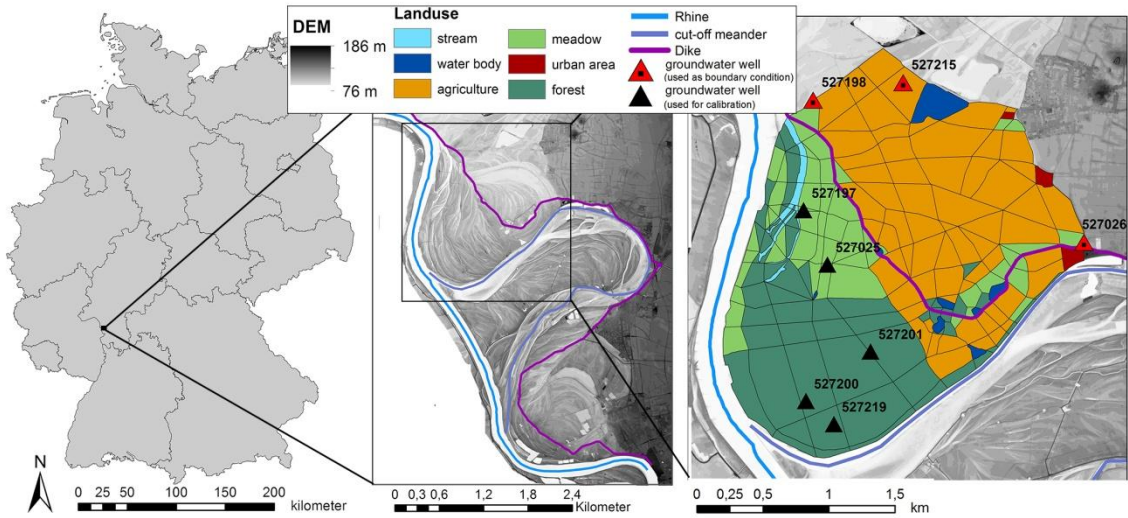 DEM
186 m
76 m
Landuse
stream
water body
agriculture
meadow
urban area
forest
Rhine
cut-off meander
Dike
groundwater well
(used as boundary condition)
groundwater well
(used for calibration)
527215
527198
527197
527026
527025
527201
527200
527219
N
0 25 50 100 150 200
kilometer
0 0,3 0,6 1,2 1,8 2,4
Kilometer
0 0,25 0,5 1 1,5
km